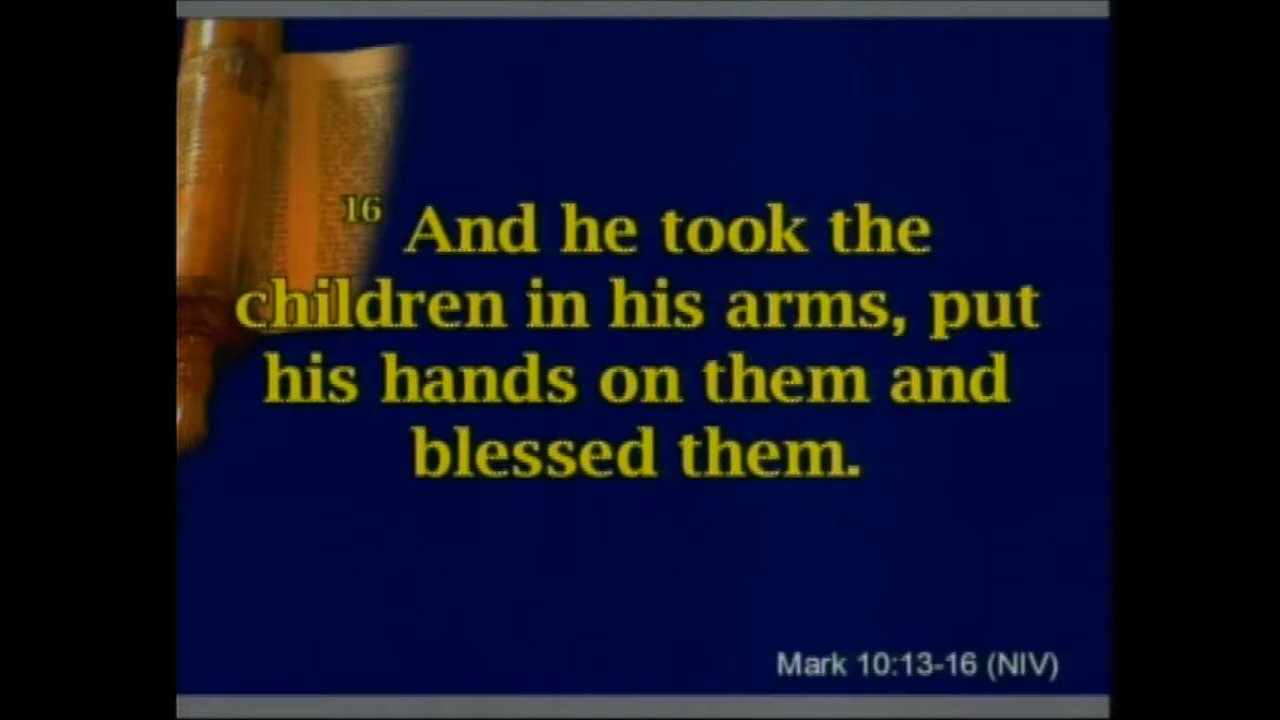 16 And he took the
children in his arms, put
his hands on them and
blessed them.
Mark 10:13-16 (NIV)